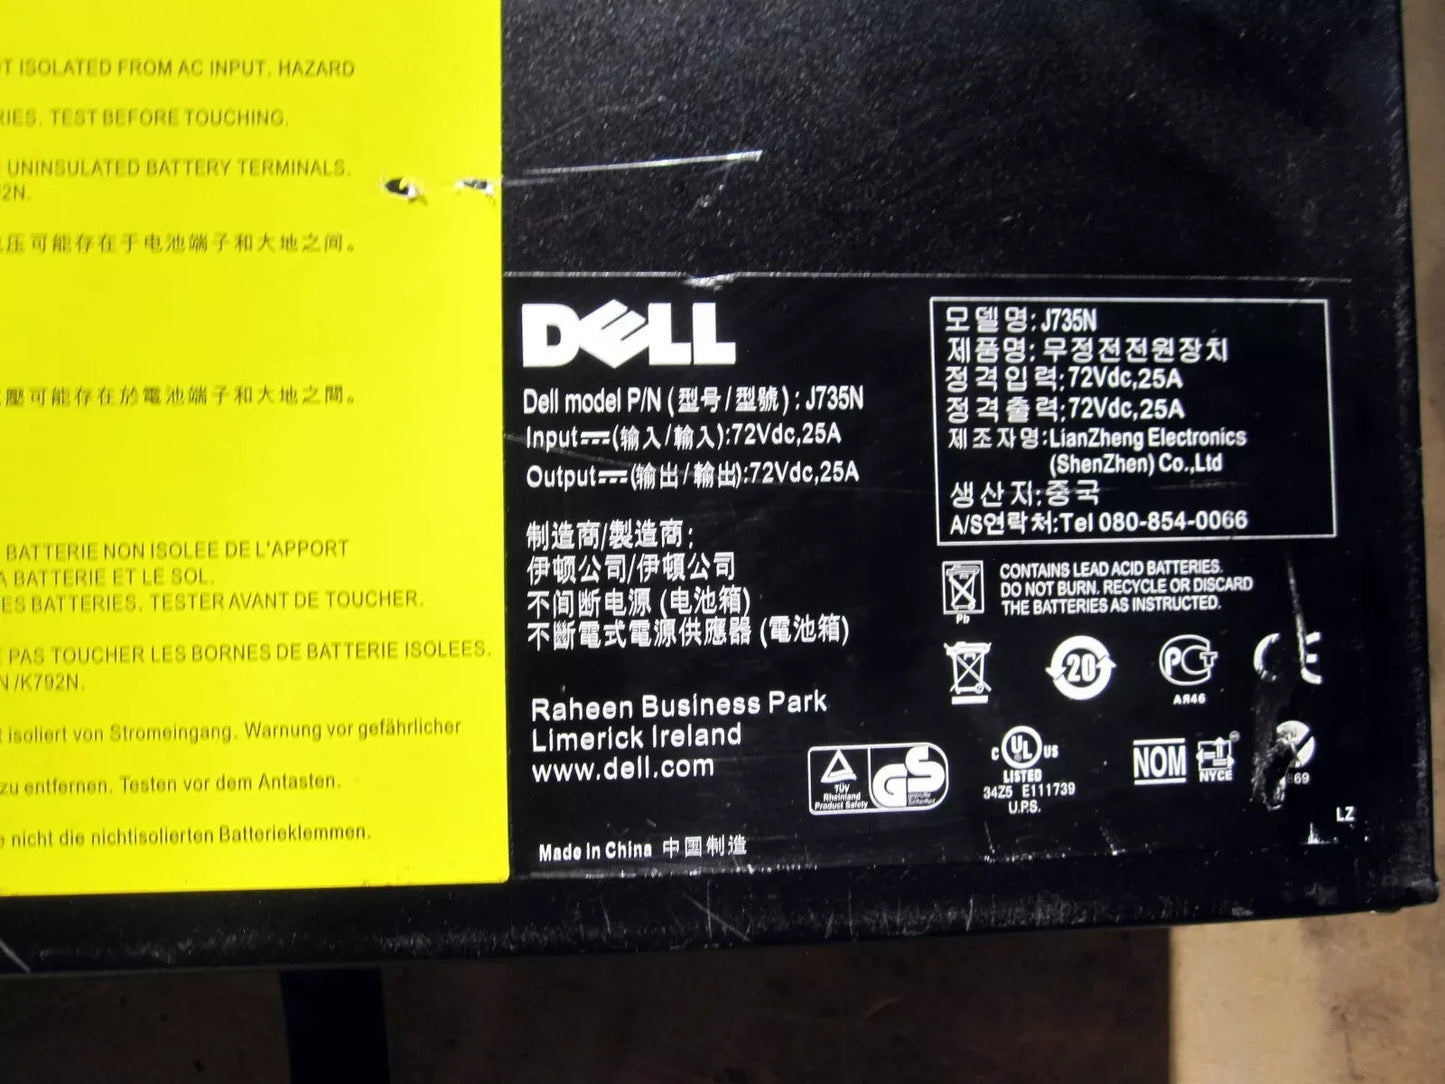 T ISOLATED FROM AC INPUT. HAZARD
RIES. TEST BEFORE TOUCHING.
UNINSULATED BATTERY TERMINALS.
92N.
压可能存在于电池端子和大地之间。
壓可能存在於電池端子和大地之間。
BATTERIE NON ISOLEE DE L'APPORT
A BATTERIE ET LE SOL.
ES BATTERIES. TESTER AVANT DE TOUCHER.
E PAS TOUCHER LES BORNES DE BATTERIE ISOLEES.
N /K792N.
t isoliert von Stromeingang. Warnung vor gefährlicher
zu entfernen. Testen vor dem Antasten.
e nicht die nichtisolierten Batterieklemmen.
DELL
Dell model P/N (型号/型號) : J735N
Input (输入/輸入):72Vdc,25A
Output (输出/輸出):72Vdc,25A
制造商/製造商:
伊顿公司/伊頓公司
不间断电源 (电池箱)
不斷電式電源供應器 (電池箱)
Raheen Business Park
Limerick Ireland
www.dell.com
Made in China 中国制造
모델명: J735N
제품명: 무정전전원장치
정격입력:72Vdc,25A
정격출력:72Vdc,25A
제조자명:LianZheng Electronics
(ShenZhen) Co.,Ltd
생산지:중국
A/S연락처:Tel 080-854-0066
Pb
CONTAINS LEAD ACID BATTERIES.
DO NOT BURN. RECYCLE OR DISCARD
THE BATTERIES AS INSTRUCTED.
20
PCT
AR46
CE
TÜV
Rheinland
Product Safety
GS
geprüfte
Sicherheit
C UL US
LISTED
34Z5 E111739
U.P.S.
NOM
NYCE
869
LZ